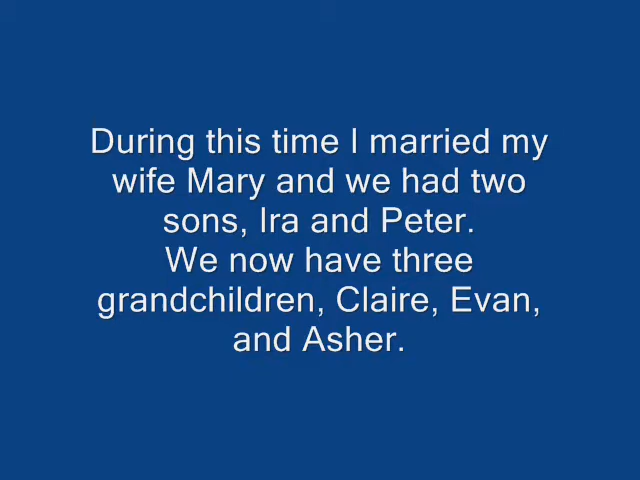 During this time I married my
wife Mary and we had two
sons, Ira and Peter.
We now have three
grandchildren, Claire, Evan,
and Asher.